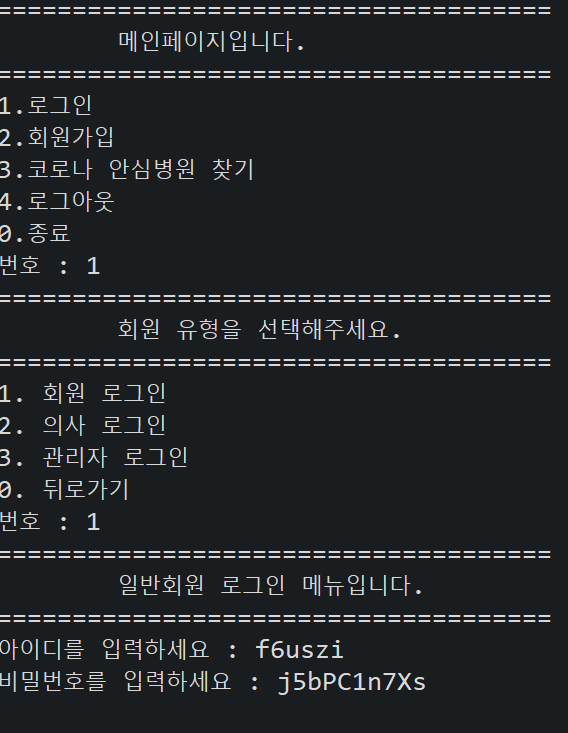 =====================================
메인페이지입니다.
=====================================
1.로그인
2.회원가입
3.코로나 안심병원 찾기
4.로그아웃
0.종료
번호 : 1
=====================================
회원 유형을 선택해주세요.
=====================================
1. 회원 로그인
2. 의사 로그인
3. 관리자 로그인
0. 뒤로가기
번호 : 1
=====================================
일반회원 로그인 메뉴입니다.
=====================================
아이디를 입력하세요 : f6uszi
비밀번호를 입력하세요 : j5bPC1n7Xs